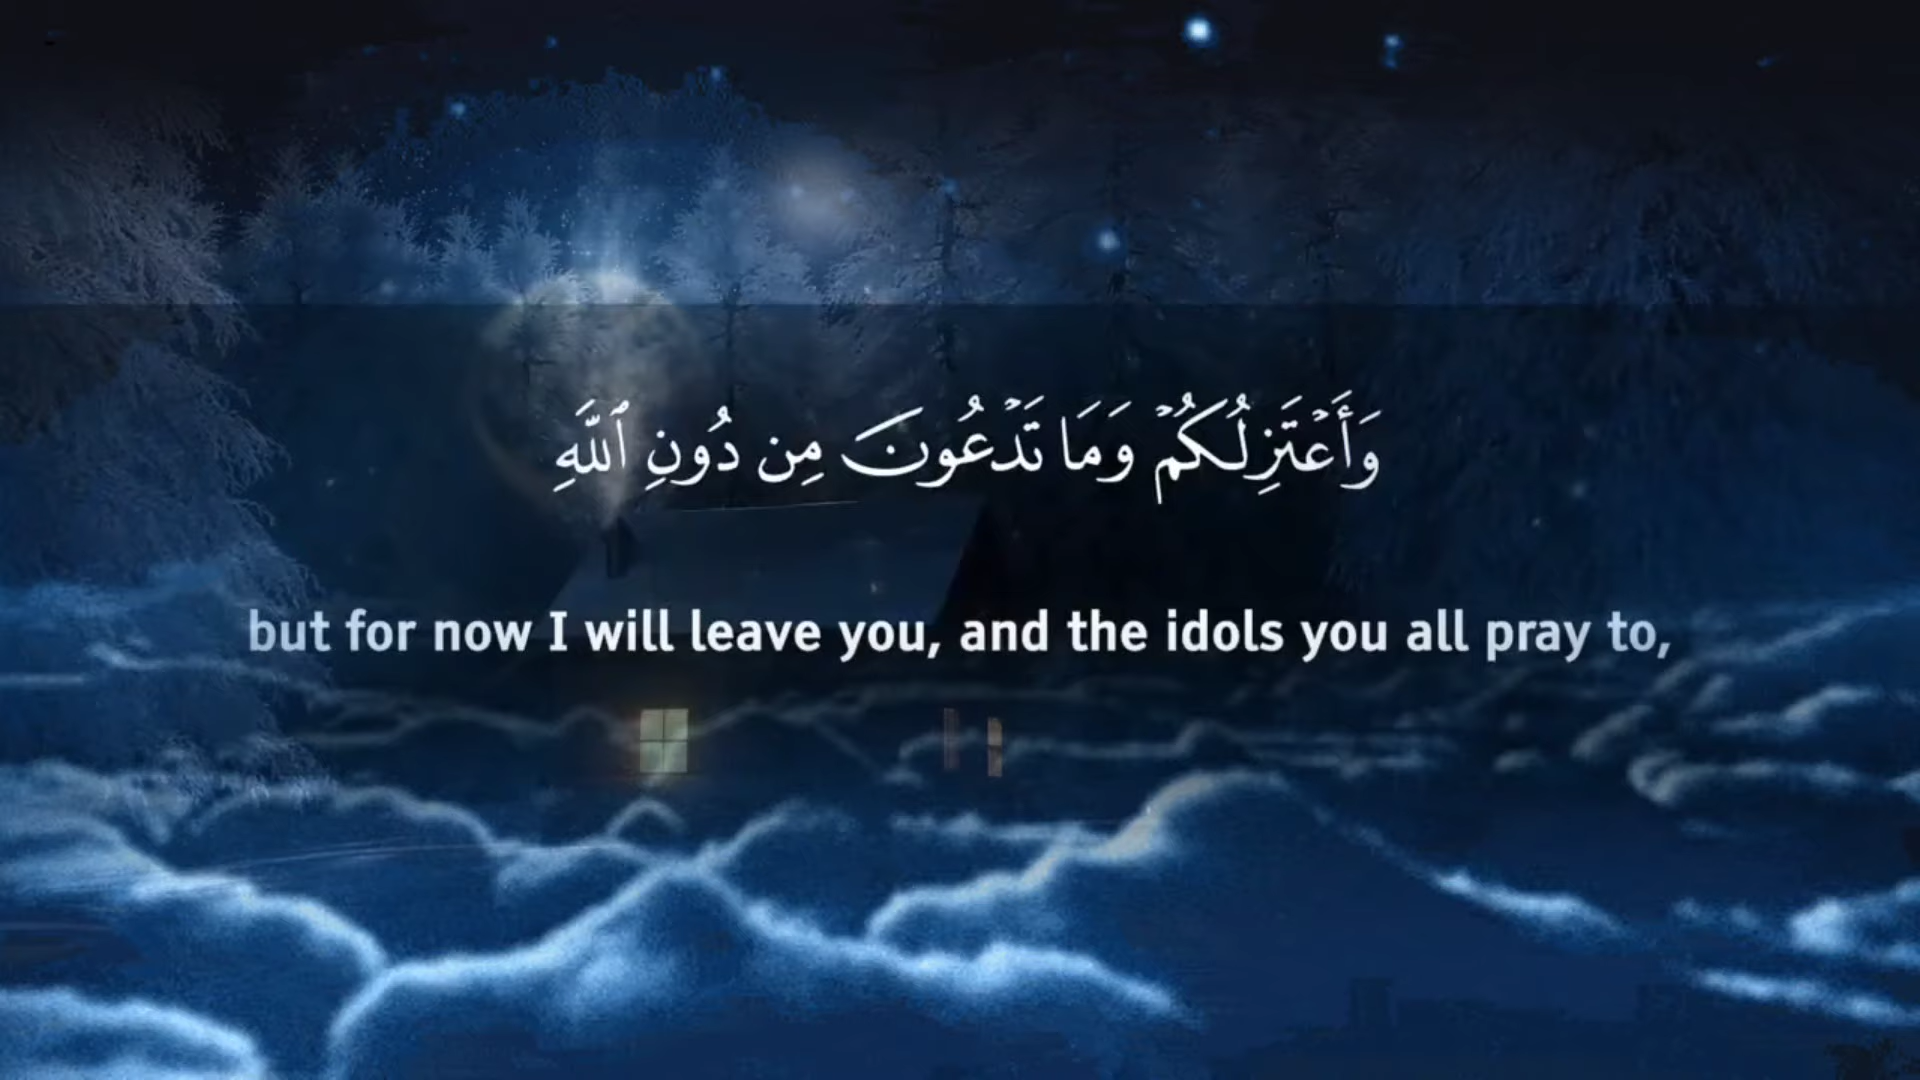 وَأَعۡتَزِلُكُمۡ وَمَا تَدۡعُونَ مِن دُونِ ٱللَّهِ
but for now I will leave you, and the idols you all pray to,